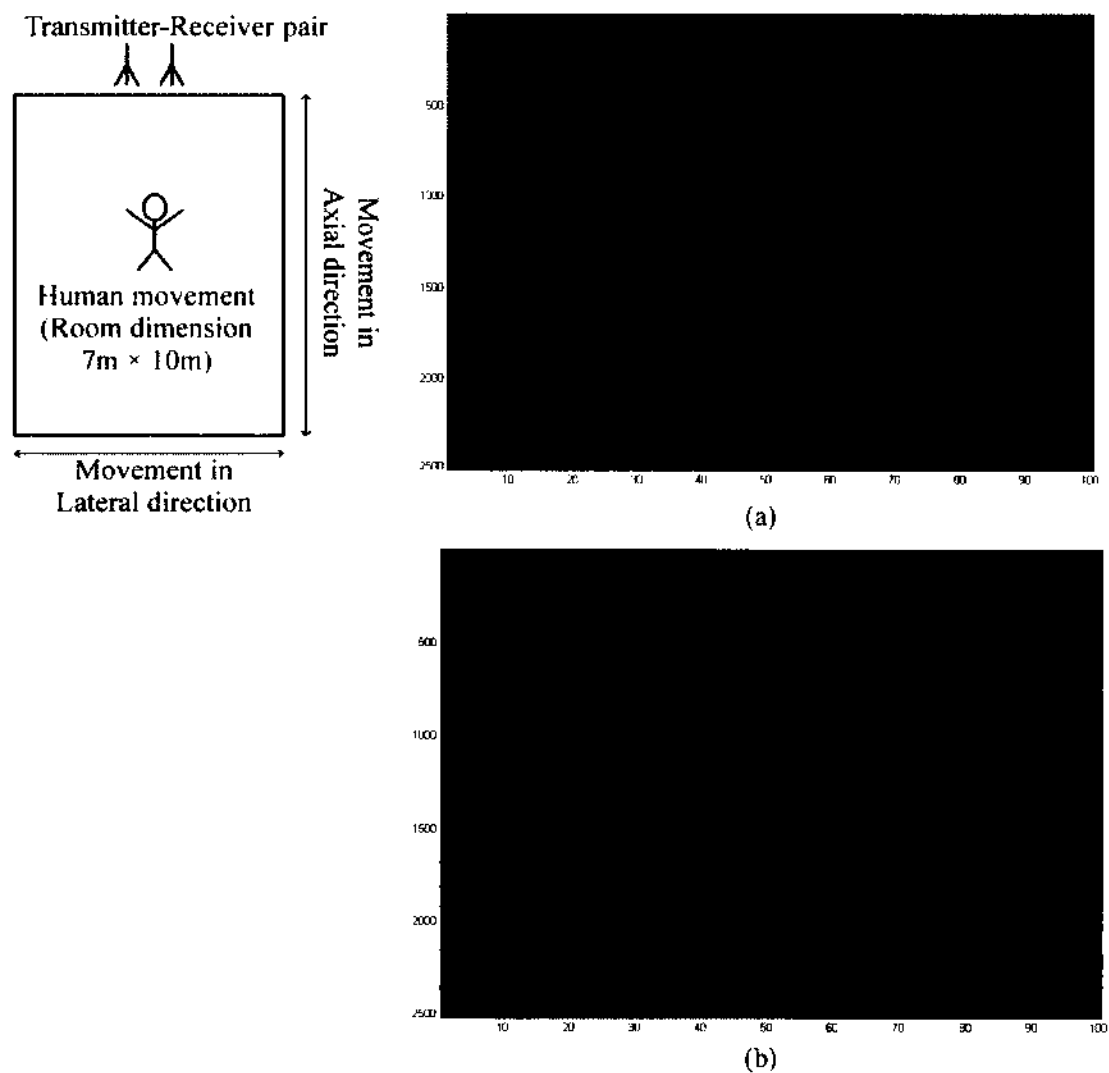 Transmitter-Receiver pair
Human movement
(Room dimension
7m × 10m)
Movement in
Axial direction
Movement in
Lateral direction
500
1000
1500
2000
2500
10 20 30 40 50 60 70 80 90 100
(a)
500
1000
1500
2000
2500
10 20 30 40 50 60 70 80 90 100
(b)